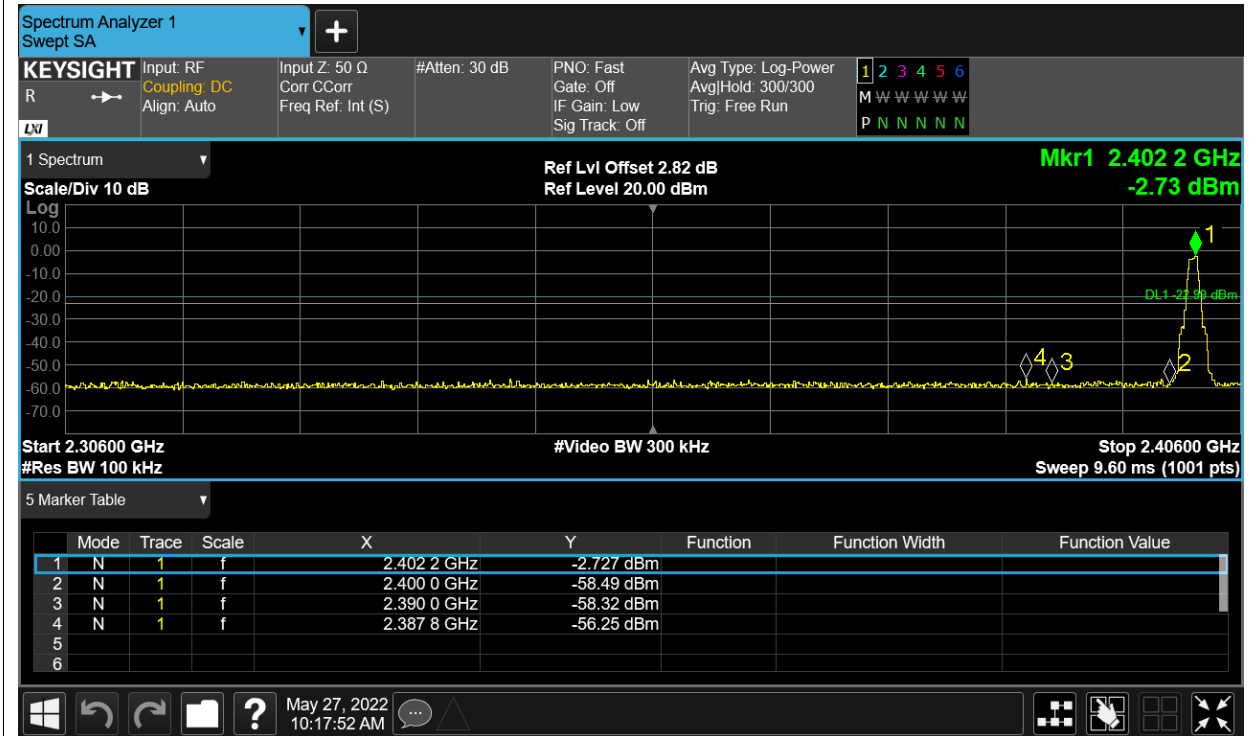 Spectrum Analyzer 1
Swept SA
KEYSIGHT
R
LXI
Input: RF
Coupling: DC
Align: Auto
Input Z: 50 Ω
Corr CCorr
Freq Ref: Int (S)
#Atten: 30 dB
PNO: Fast
Gate: Off
IF Gain: Low
Sig Track: Off
Avg Type: Log-Power
Avg|Hold: 300/300
Trig: Free Run
1 2 3 4 5 6
M W W W W W
P N N N N N
1 Spectrum
Scale/Div 10 dB
Ref Lvl Offset 2.82 dB
Ref Level 20.00 dBm
Mkr1 2.402 2 GHz
-2.73 dBm
Log
10.0
0.00
-10.0
-20.0
-30.0
-40.0
-50.0
-60.0
-70.0
1
DL1 -22.99 dBm
4
3
2
Start 2.30600 GHz
#Video BW 300 kHz
Stop 2.40600 GHz
#Res BW 100 kHz
Sweep 9.60 ms (1001 pts)
5 Marker Table
Mode Trace Scale X Y Function Function Width Function Value
1 N 1 f 2.402 2 GHz -2.727 dBm
2 N 1 f 2.400 0 GHz -58.49 dBm
3 N 1 f 2.390 0 GHz -58.32 dBm
4 N 1 f 2.387 8 GHz -56.25 dBm
5
6
?
May 27, 2022
10:17:52 AM